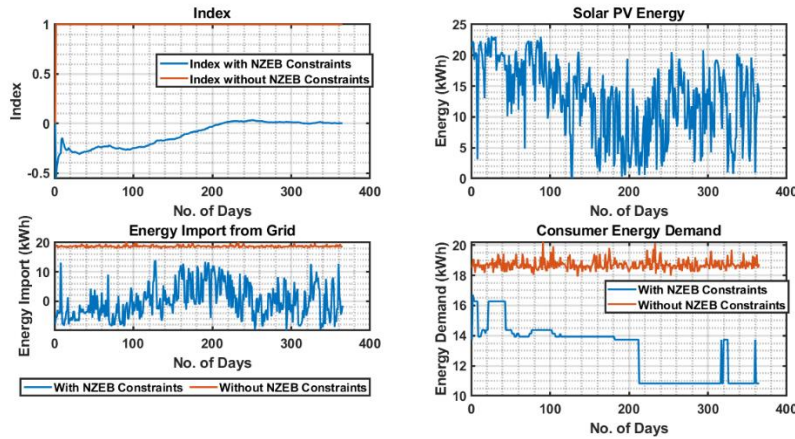 Index
1
0.5
0
-0.5
0
100
200
300
400
Index
No. of Days
Index with NZEB Constraints
Index without NZEB Constraints
Solar PV Energy
25
20
15
10
5
0
0
100
200
300
400
Energy (kWh)
No. of Days
Energy Import from Grid
20
10
0
0
100
200
300
400
Energy Import (kWh)
No. of Days
With NZEB Constraints
Without NZEB Constraints
Consumer Energy Demand
20
18
16
14
12
10
0
100
200
300
400
Energy Demand (kWh)
No. of Days
With NZEB Constraints
Without NZEB Constraints